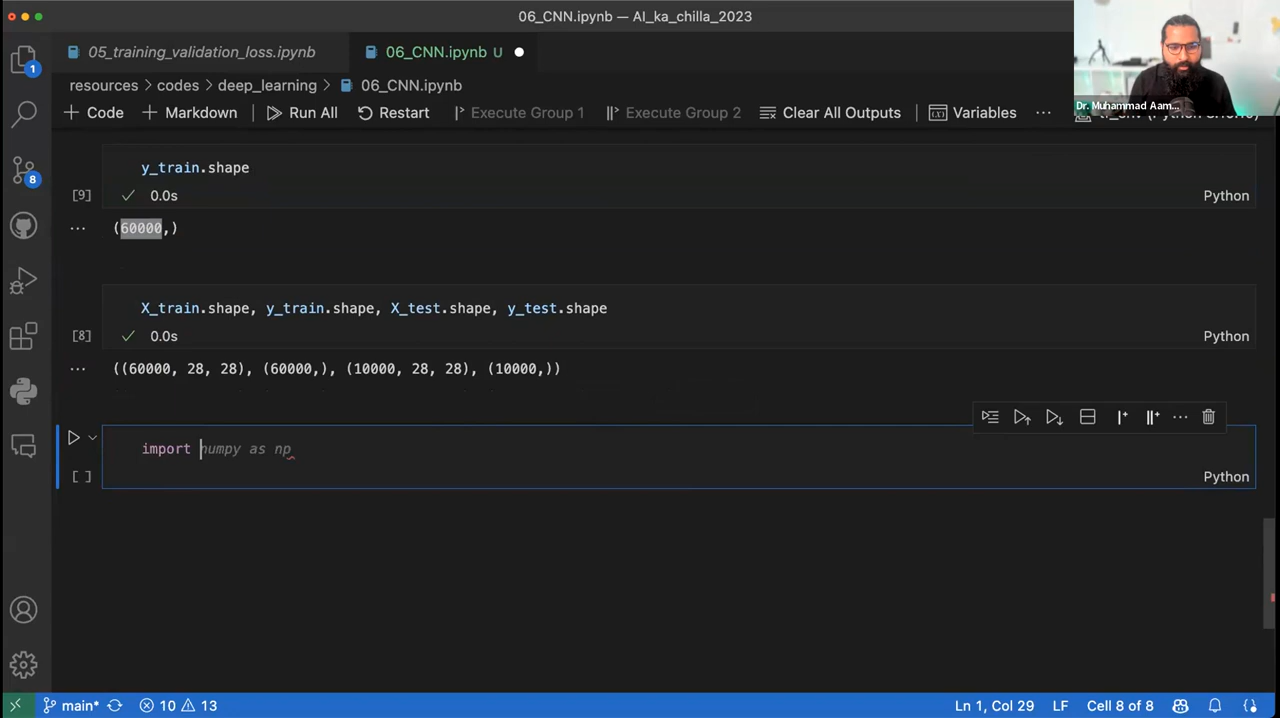 06_CNN.ipynb — AI_ka_chilla_2023
05_training_validation_loss.ipynb
06_CNN.ipynb U
Dr. Muhammad Aam...
resources > codes > deep_learning > 06_CNN.ipynb
+ Code + Markdown Run All Restart Execute Group 1 Execute Group 2 Clear All Outputs Variables ...
y_train.shape
[9] ✓ 0.0s Python
... (60000,)
X_train.shape, y_train.shape, X_test.shape, y_test.shape
[8] ✓ 0.0s Python
... ((60000, 28, 28), (60000,), (10000, 28, 28), (10000,))
import numpy as np
[ ] Python
1
8
main* 10 13 Ln 1, Col 29 LF Cell 8 of 8